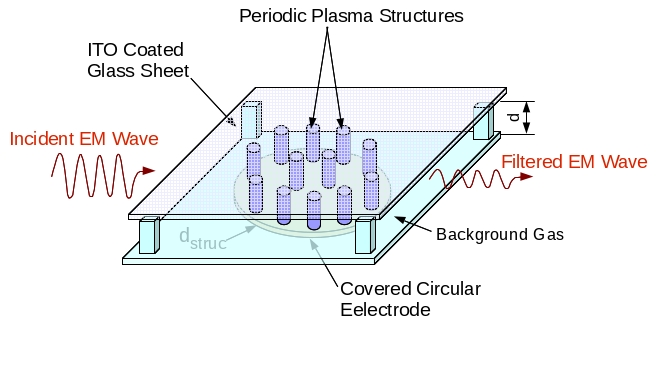 Periodic Plasma Structures
ITO Coated
Glass Sheet
d
Incident EM Wave
Filtered EM Wave
d struc
Background Gas
Covered Circular
Eelectrode